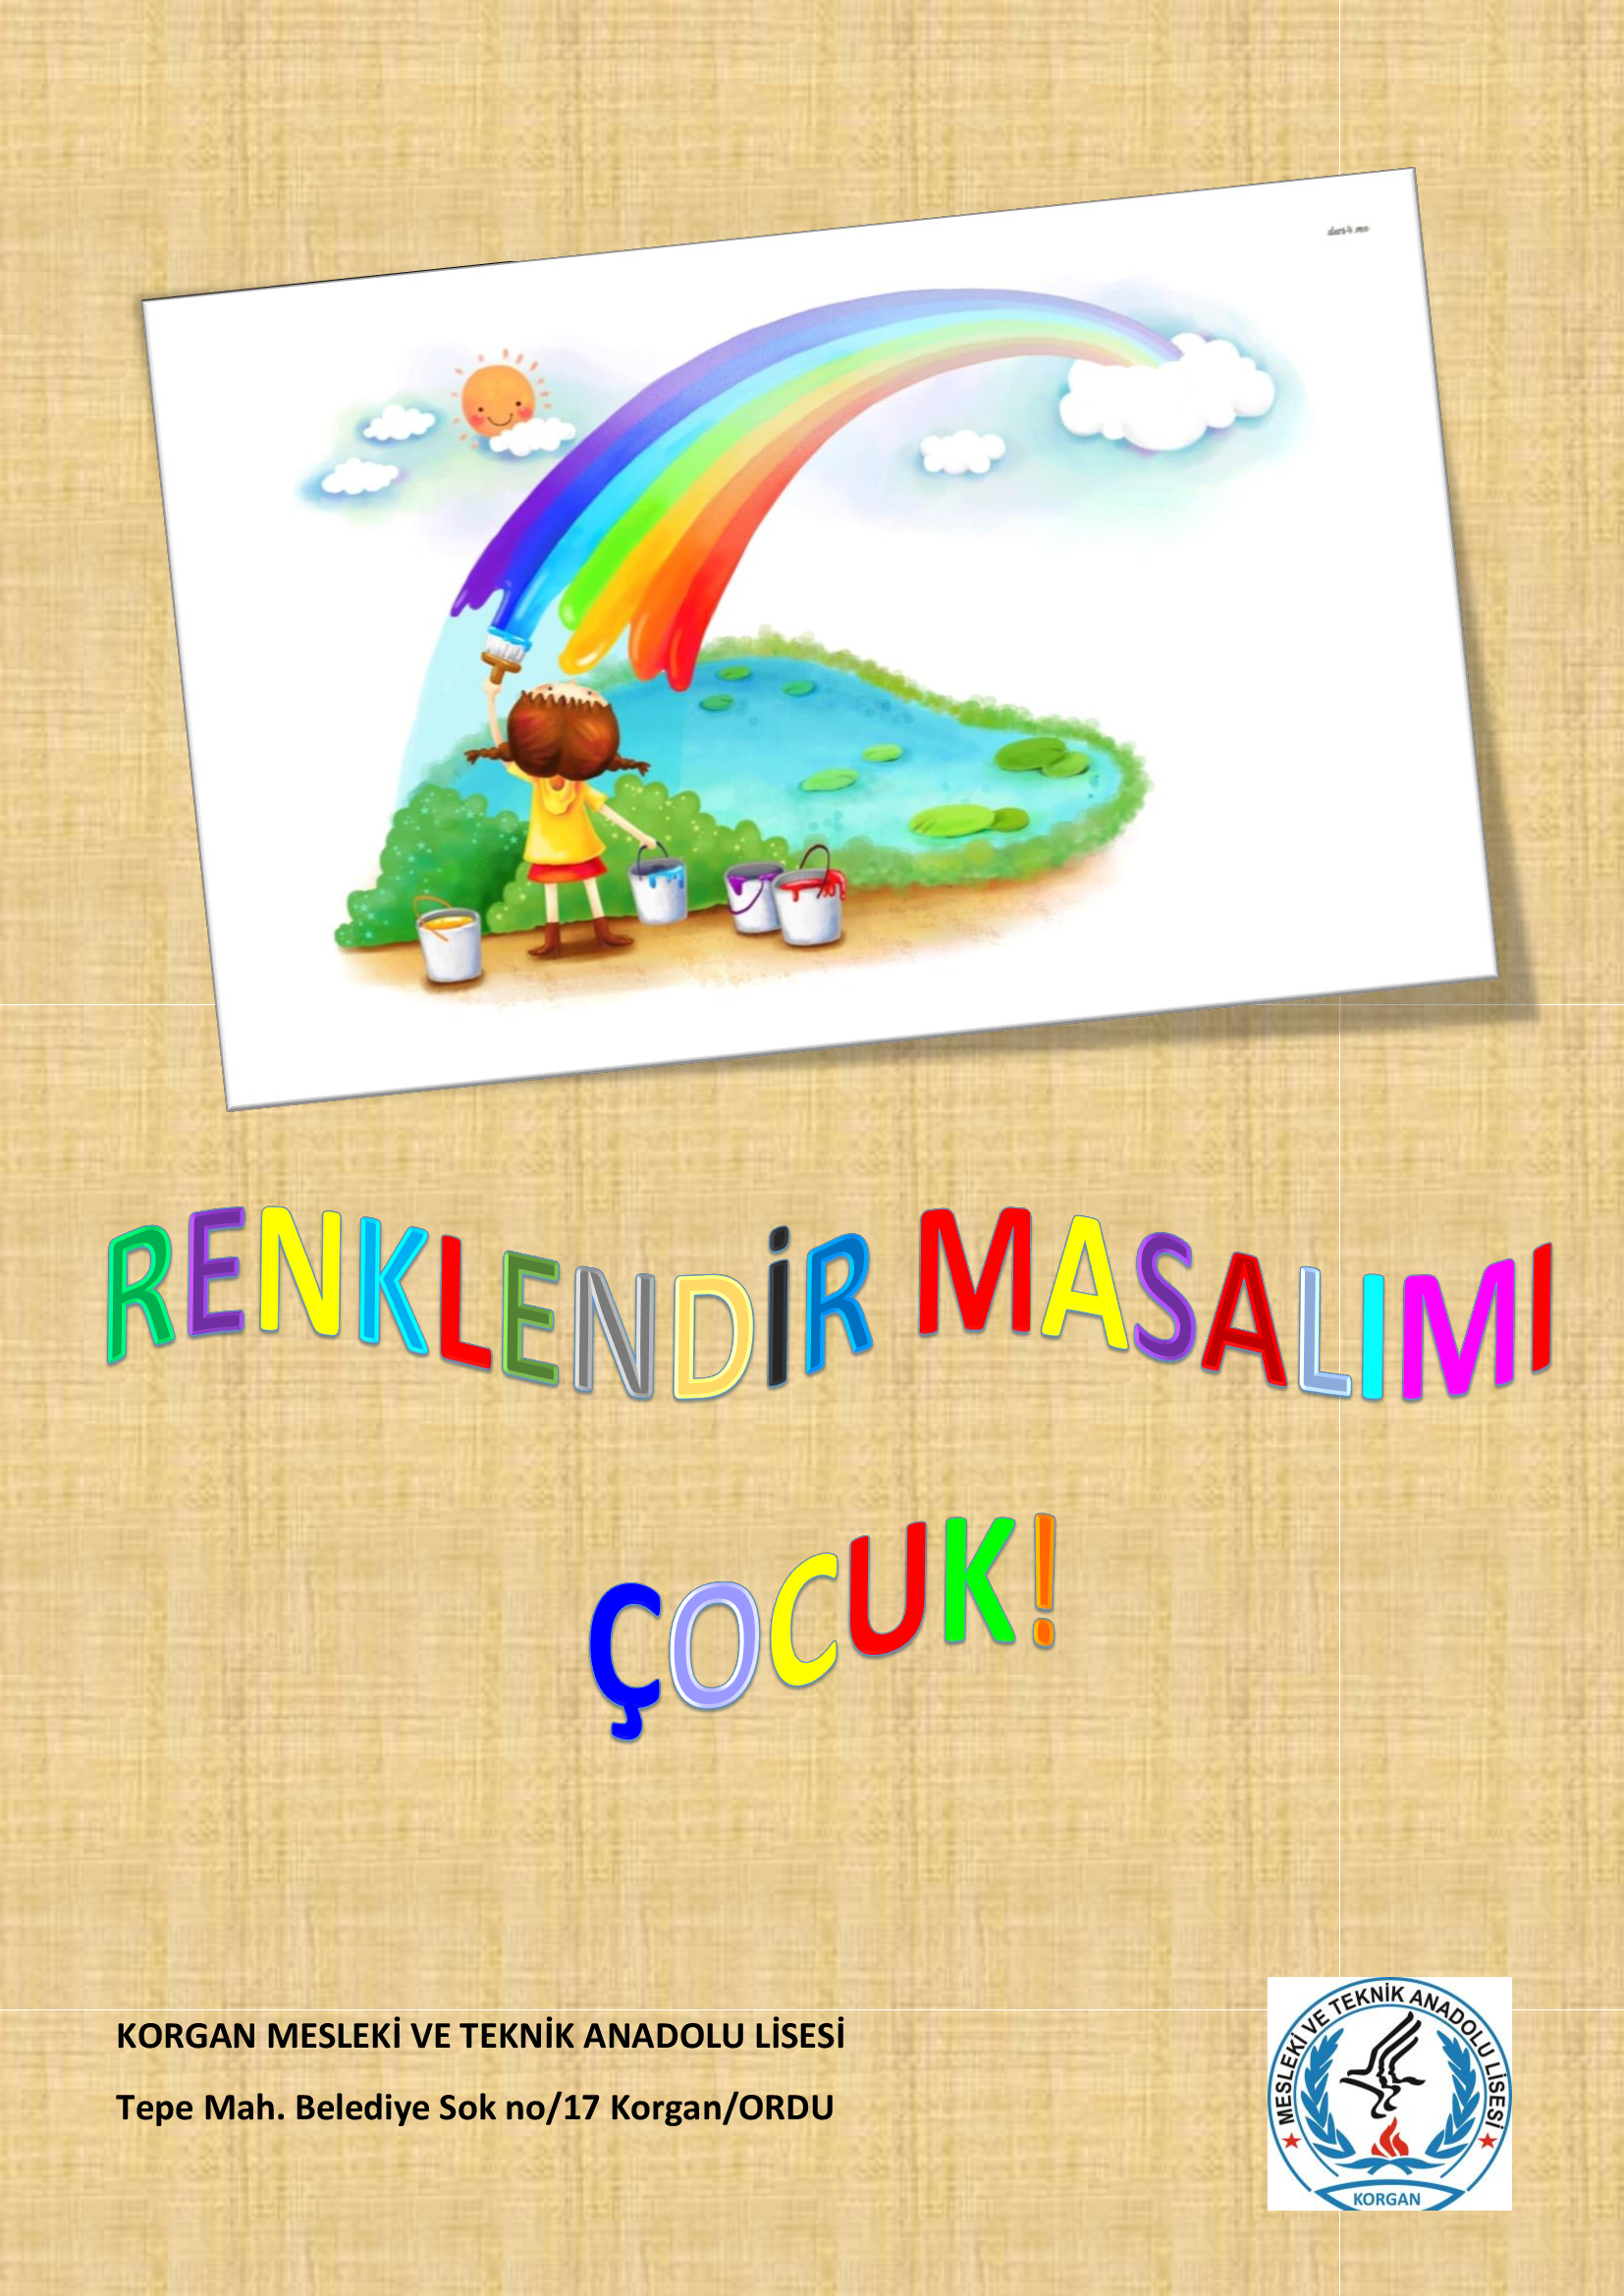 RENKLENDİR MASALIMI
ÇOCUK!
KORGAN MESLEKİ VE TEKNİK ANADOLU LİSESİ
Tepe Mah. Belediye Sok no/17 Korgan/ORDU
MESLEKİ VE TEKNİK ANADOLU LİSESİ
KORGAN